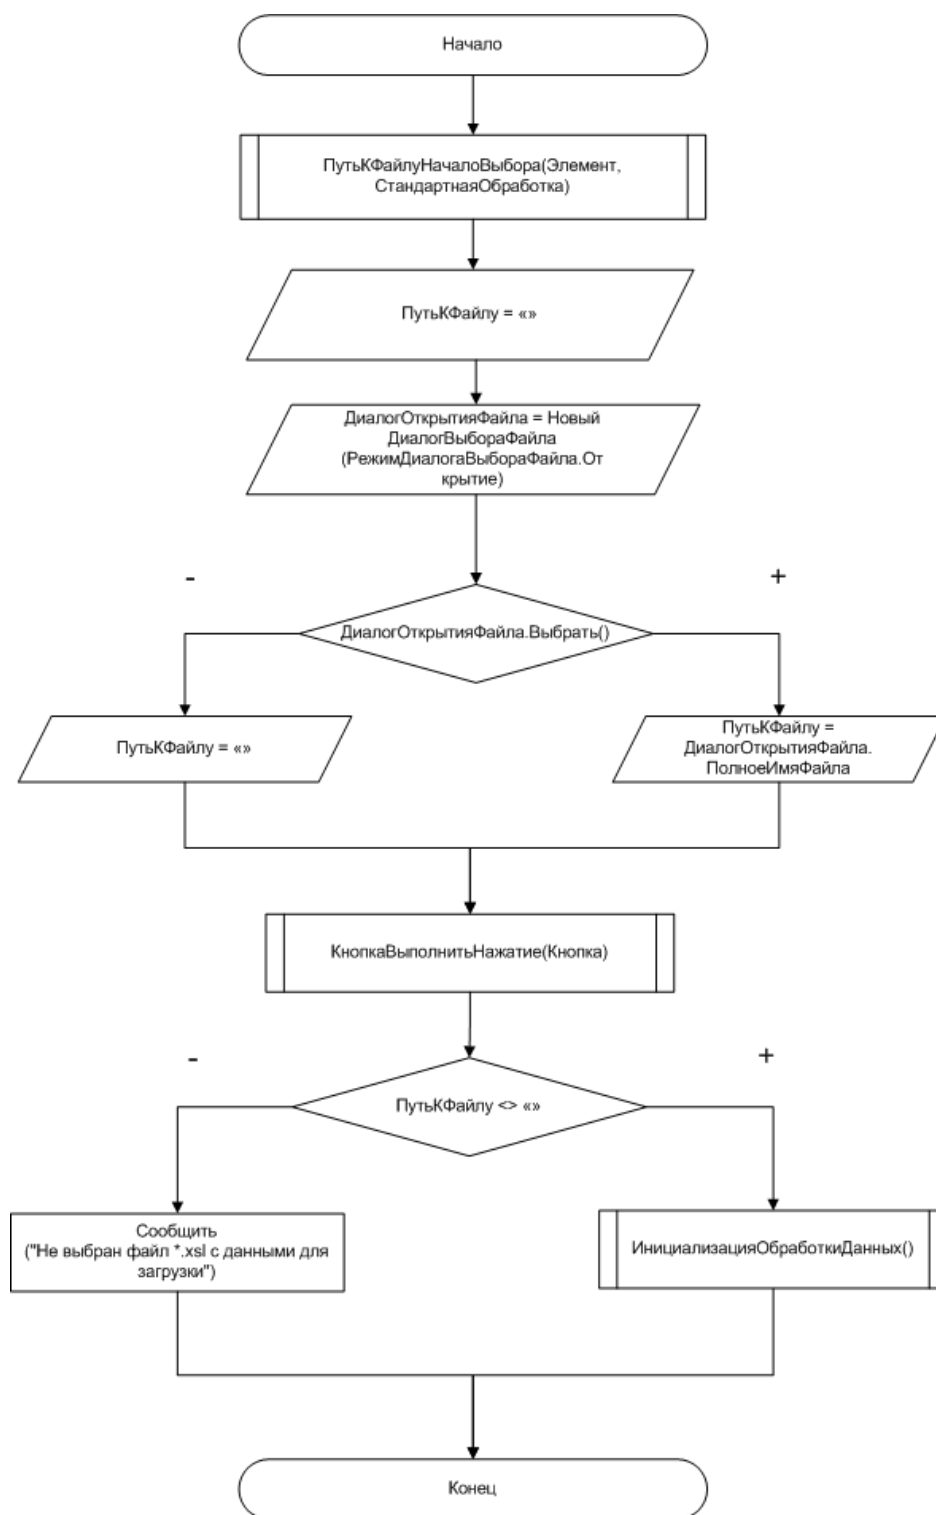 Начало
ПутьКФайлуНачалоВыбора(Элемент,
СтандартнаяОбработка)
ПутьКФайлу = «»
ДиалогОткрытияФайла = Новый
ДиалогВыбораФайла
(РежимДиалогаВыбораФайла.От
крытие)
- +
ДиалогОткрытияФайла.Выбрать()
ПутьКФайлу = «»
ПутьКФайлу =
ДиалогОткрытияФайла.
ПолноеИмяФайла
КнопкаВыполнитьНажатие(Кнопка)
- +
ПутьКФайлу <> «»
Сообщить
("Не выбран файл *.xsl с данными для
загрузки")
ИнициализацияОбработкиДанных()
Конец